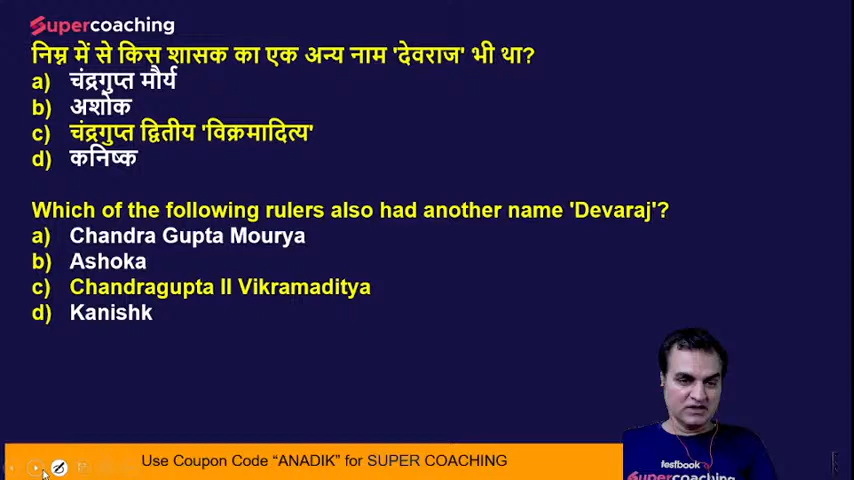 Supercoaching
निम्न में से किस शासक का एक अन्य नाम 'देवराज' भी था?
a) चंद्रगुप्त मौर्य
b) अशोक
c) चंद्रगुप्त द्वितीय 'विक्रमादित्य'
d) कनिष्क
Which of the following rulers also had another name 'Devaraj'?
a) Chandra Gupta Mourya
b) Ashoka
c) Chandragupta II Vikramaditya
d) Kanishk
Use Coupon Code “ANADIK” for SUPER COACHING
testbook
Supercoaching